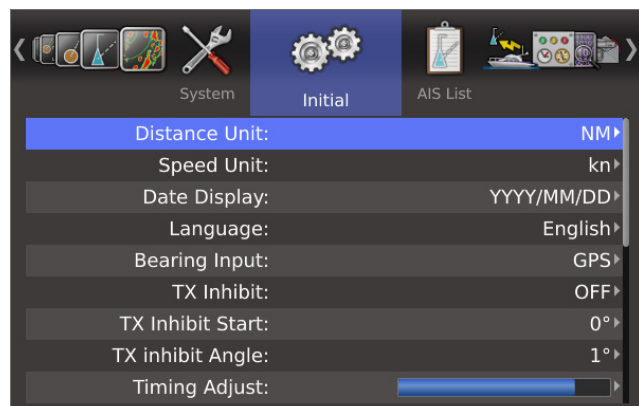 System
Initial
AIS List
Distance Unit: NM
Speed Unit: kn
Date Display: YYYY/MM/DD
Language: English
Bearing Input: GPS
TX Inhibit: OFF
TX Inhibit Start: 0°
TX inhibit Angle: 1°
Timing Adjust: